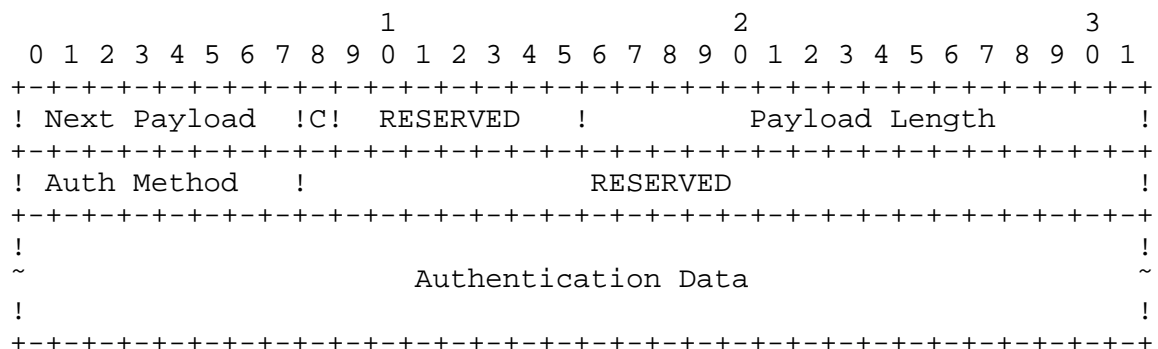 1                   2                   3
 0 1 2 3 4 5 6 7 8 9 0 1 2 3 4 5 6 7 8 9 0 1 2 3 4 5 6 7 8 9 0 1
+-+-+-+-+-+-+-+-+-+-+-+-+-+-+-+-+-+-+-+-+-+-+-+-+-+-+-+-+-+-+-+-+
! Next Payload  !C!  RESERVED   !         Payload Length        !
+-+-+-+-+-+-+-+-+-+-+-+-+-+-+-+-+-+-+-+-+-+-+-+-+-+-+-+-+-+-+-+-+
! Auth Method   !                RESERVED                       !
+-+-+-+-+-+-+-+-+-+-+-+-+-+-+-+-+-+-+-+-+-+-+-+-+-+-+-+-+-+-+-+-+
!                                                               !
~                      Authentication Data                      ~
!                                                               !
+-+-+-+-+-+-+-+-+-+-+-+-+-+-+-+-+-+-+-+-+-+-+-+-+-+-+-+-+-+-+-+-+